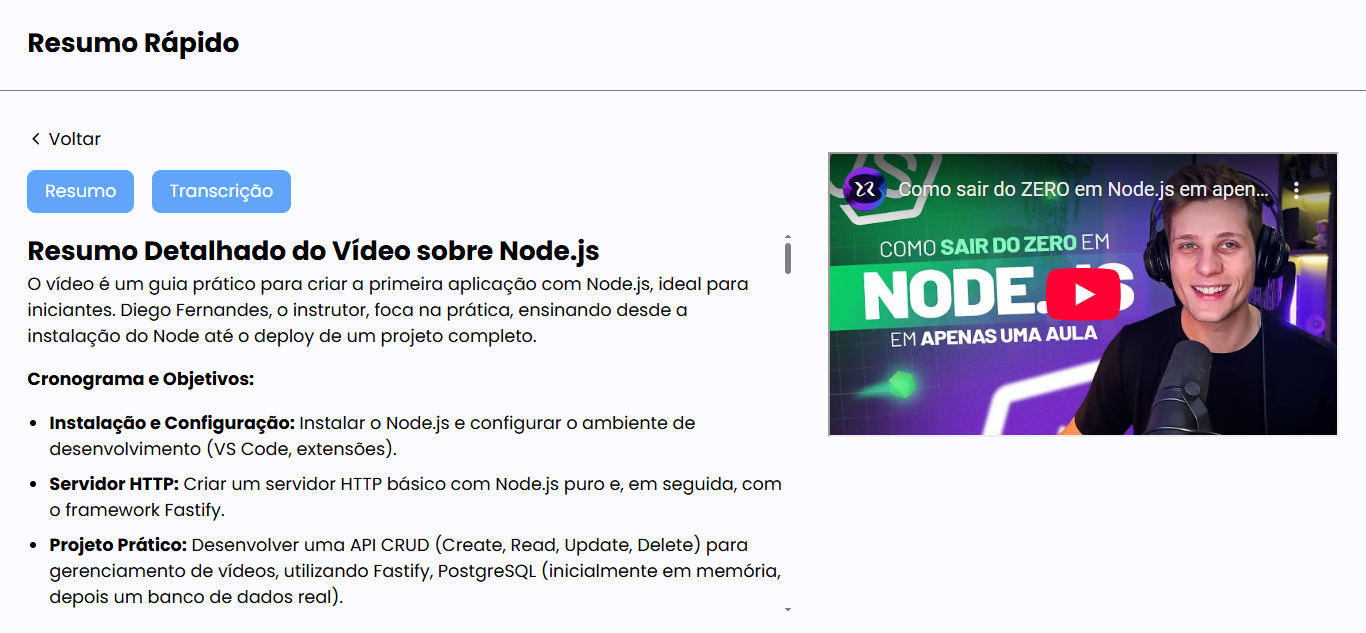 Resumo Rápido
Voltar
Resumo
Transcrição
Resumo Detalhado do Vídeo sobre Node.js
O vídeo é um guia prático para criar a primeira aplicação com Node.js, ideal para
iniciantes. Diego Fernandes, o instrutor, foca na prática, ensinando desde a
instalação do Node até o deploy de um projeto completo.
Cronograma e Objetivos:
Instalação e Configuração: Instalar o Node.js e configurar o ambiente de
desenvolvimento (VS Code, extensões).
Servidor HTTP: Criar um servidor HTTP básico com Node.js puro e, em seguida, com
o framework Fastify.
Projeto Prático: Desenvolver uma API CRUD (Create, Read, Update, Delete) para
gerenciamento de vídeos, utilizando Fastify, PostgreSQL (inicialmente em memória,
depois um banco de dados real).
Como sair do ZERO em Node.js em apen...
COMO SAIR DO ZERO EM
NODE.JS
EM APENAS UMA AULA